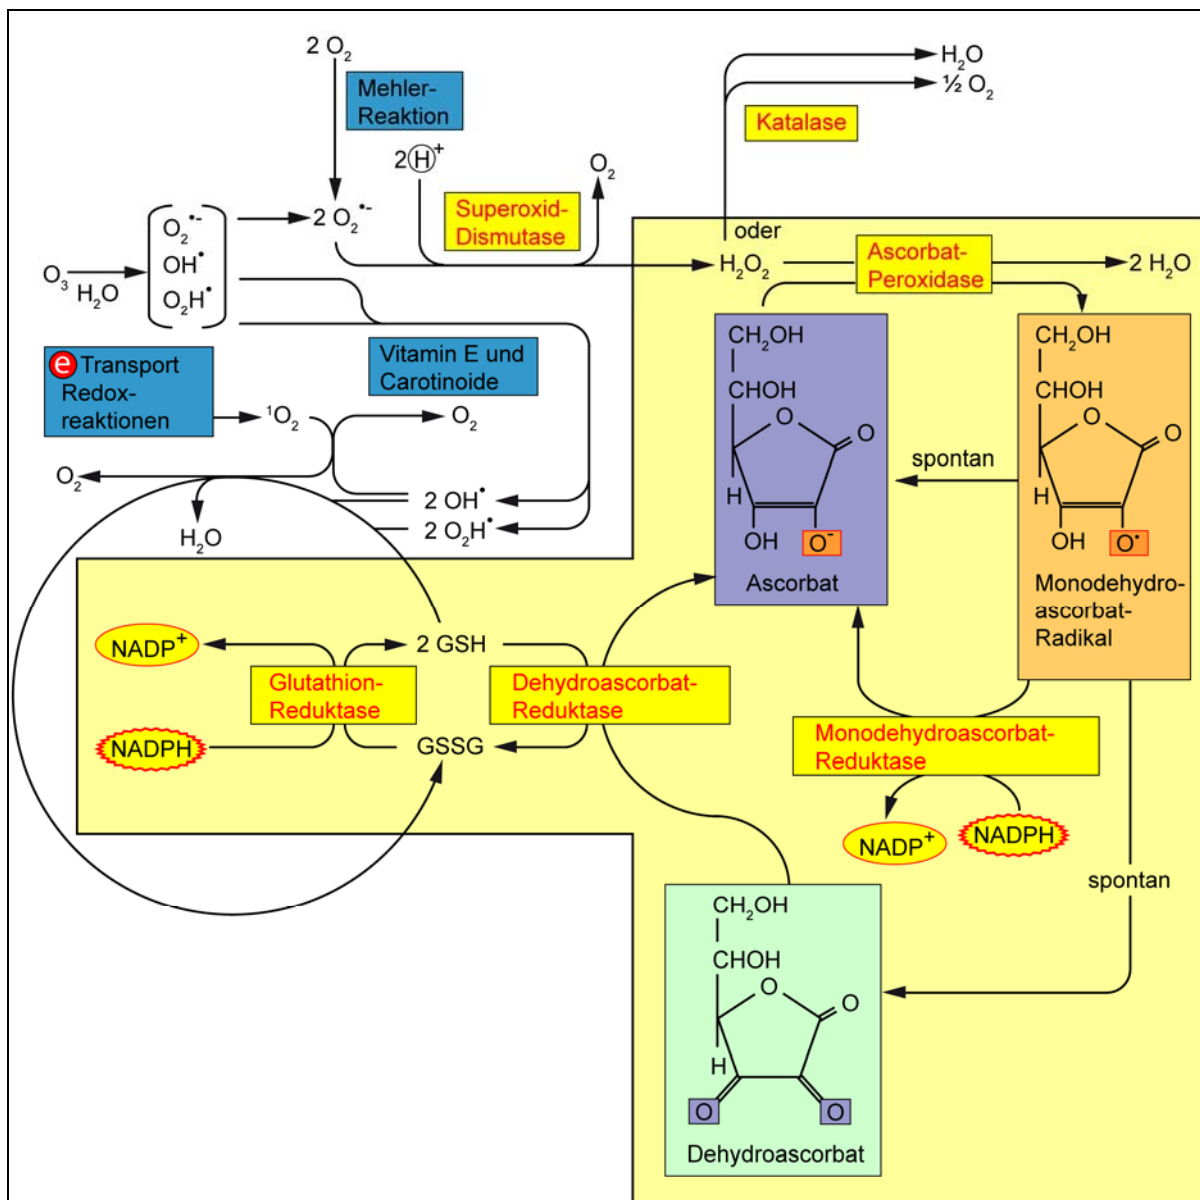 2 O₂
Mehler-
Reaktion
H₂O
½ O₂
Katalase
2 H⁺
O₂
Superoxid-
Dismutase
O₂•⁻
OH•
O₂H•
2 O₂•⁻
O₃
H₂O
oder
H₂O₂
Ascorbat-
Peroxidase
2 H₂O
e Transport
Redox-
reaktionen
¹O₂
Vitamin E und
Carotinoide
O₂
O₂
H₂O
2 OH•
2 O₂H•
CH₂OH
CHOH
O
O
H
OH
O⁻
Ascorbat
spontan
CH₂OH
CHOH
O
O
H
OH
O•
Monodehydro-
ascorbat-
Radikal
NADP⁺
2 GSH
Glutathion-
Reduktase
Dehydroascorbat-
Reduktase
NADPH
GSSG
Monodehydroascorbat-
Reduktase
NADP⁺
NADPH
spontan
CH₂OH
CHOH
O
O
H
O
O
Dehydroascorbat